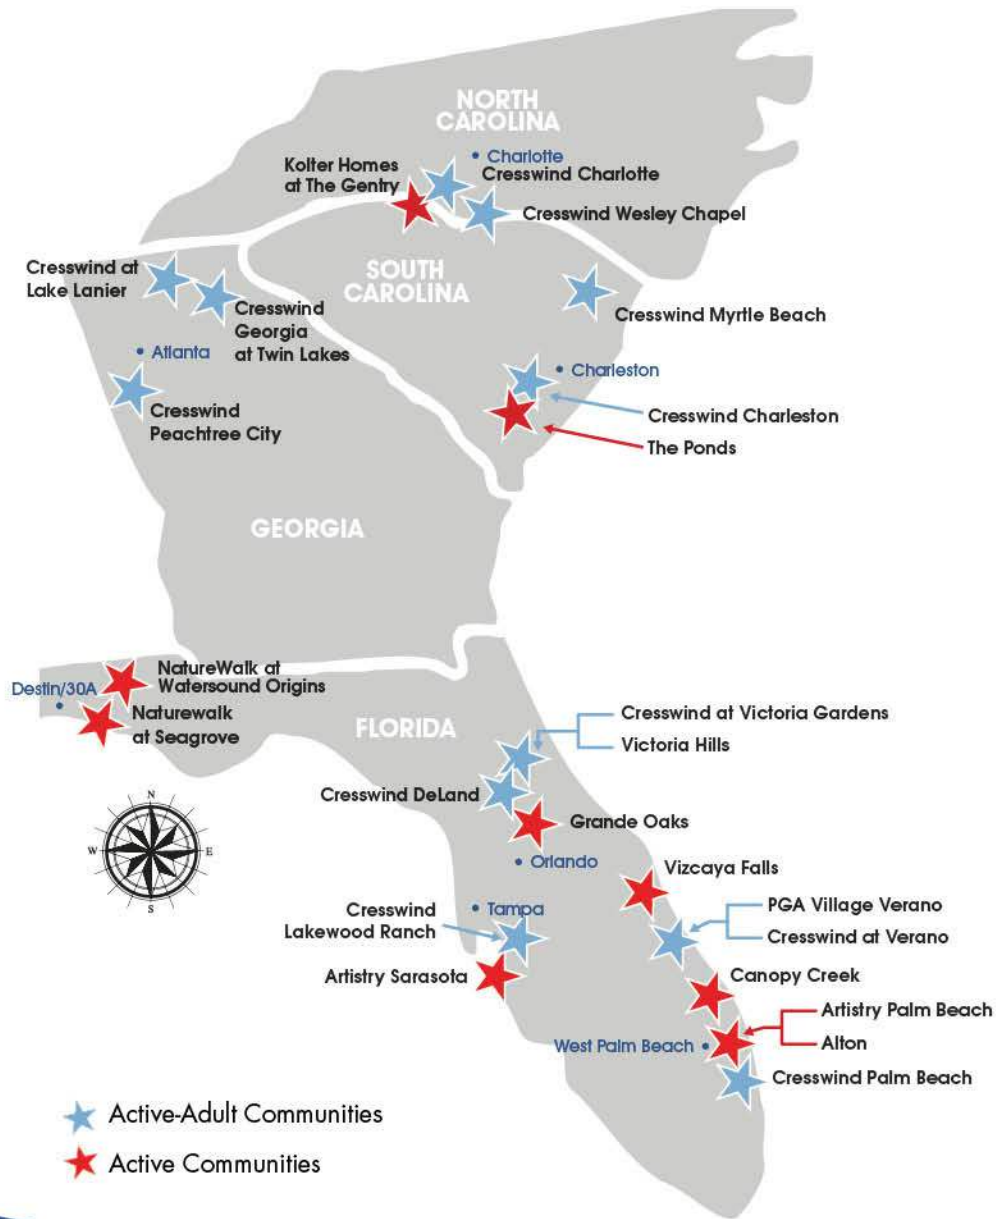 NORTH
CAROLINA
Charlotte
Kolter Homes
at The Gentry
Cresswind Charlotte
Cresswind Wesley Chapel
SOUTH
CAROLINA
Cresswind at
Lake Lanier
Cresswind
Georgia
at Twin Lakes
Cresswind Myrtle Beach
Atlanta
Charleston
Cresswind
Peachtree City
Cresswind Charleston
The Ponds
GEORGIA
NatureWalk at
Watersound Origins
Destin/30A
Naturewalk
at Seagrove
FLORIDA
Cresswind at Victoria Gardens
Victoria Hills
Cresswind DeLand
Grande Oaks
Orlando
Vizcaya Falls
Cresswind
Lakewood Ranch
Tampa
PGA Village Verano
Cresswind at Verano
Artistry Sarasota
Canopy Creek
Artistry Palm Beach
West Palm Beach
Alton
Cresswind Palm Beach
N
W
E
S
Active-Adult Communities
Active Communities